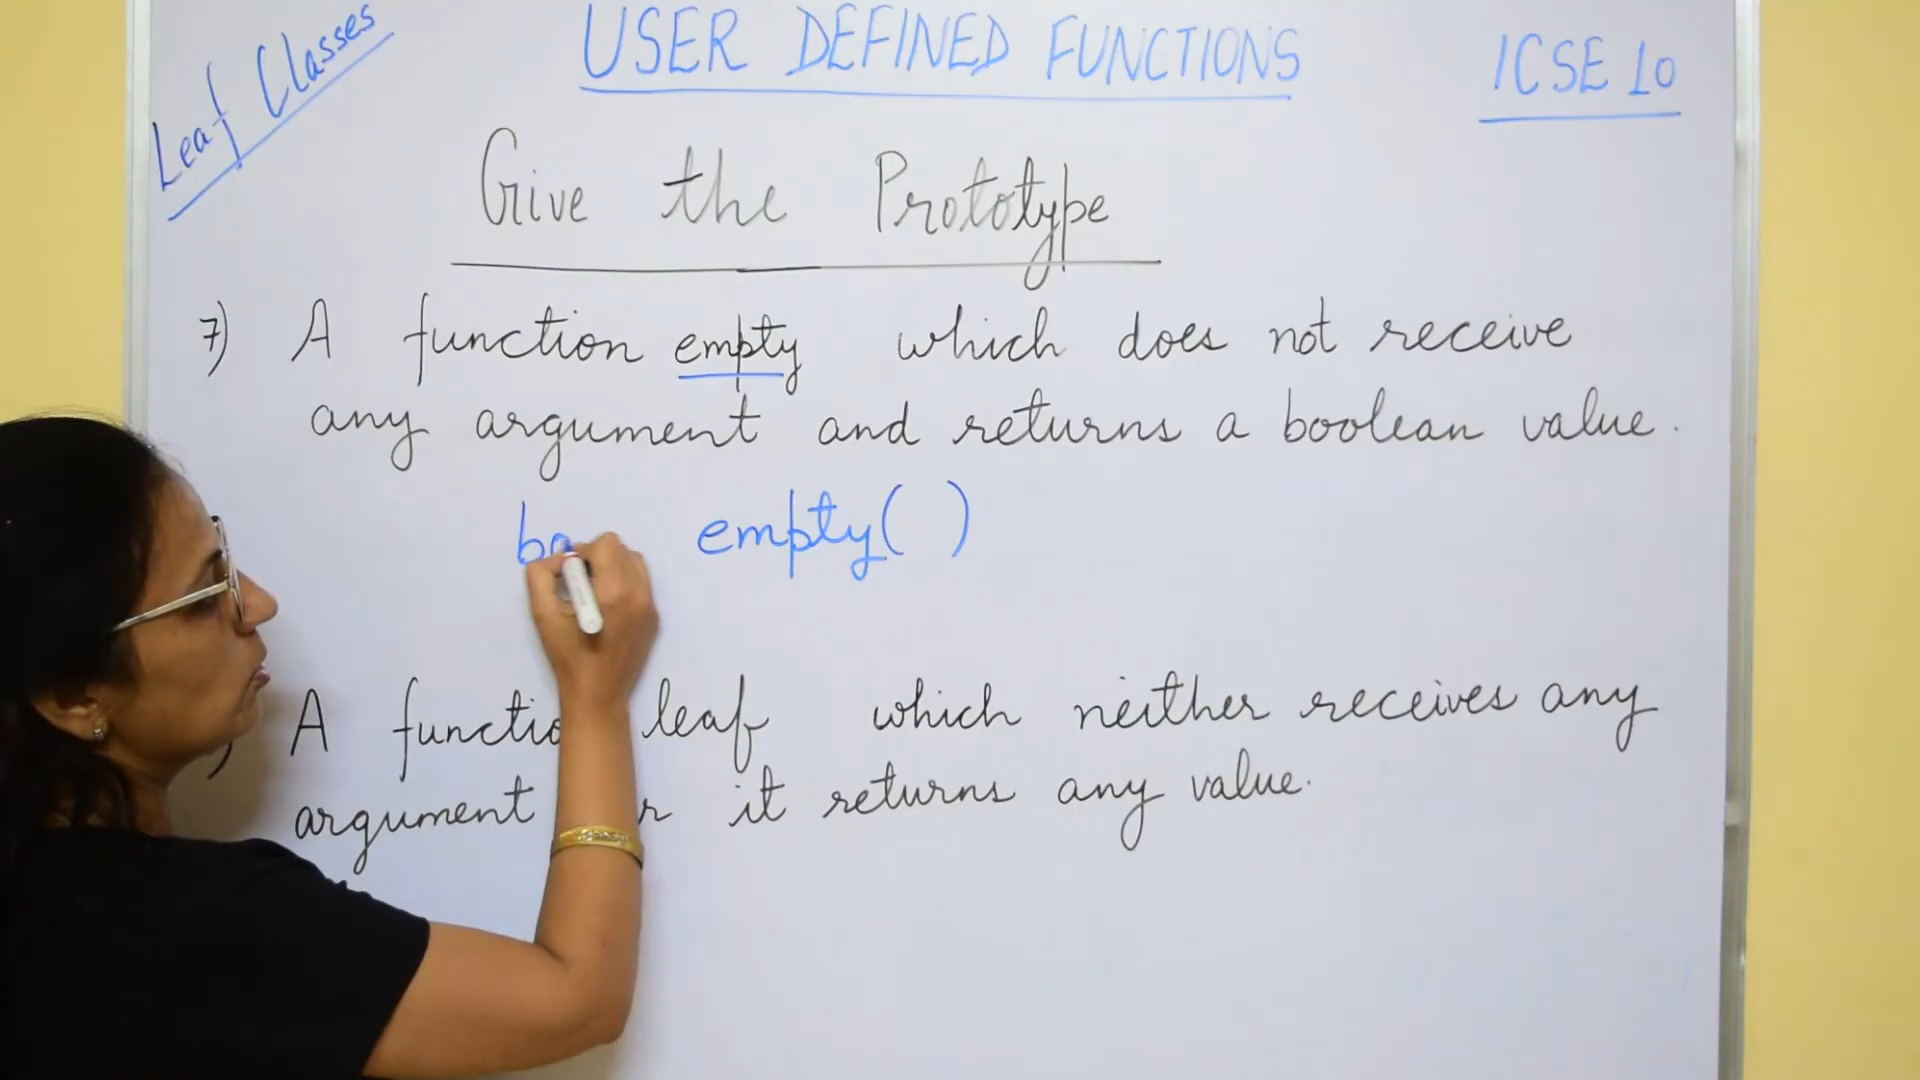 Leaf Classes
USER DEFINED FUNCTIONS
ICSE 10
Give the Prototype
7) A function empty which does not receive
any argument and returns a boolean value.
bo empty( )
) A functio leaf which neither receives any
argument r it returns any value.